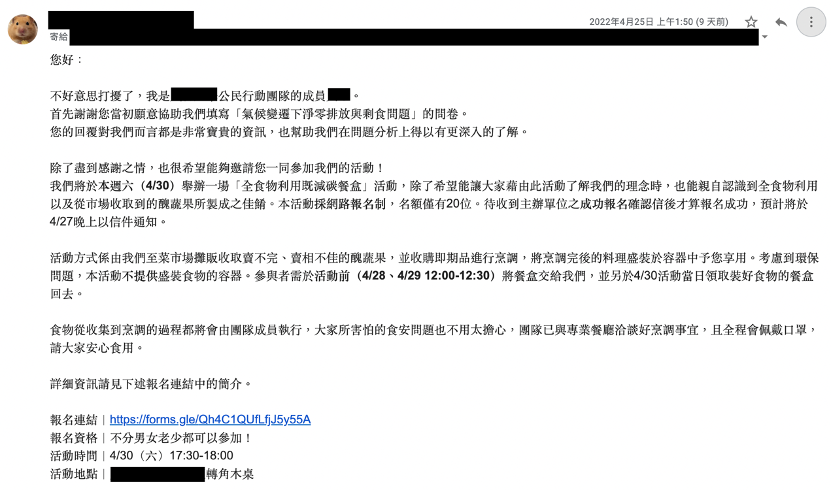 2022年4月25日 上午1:50 (9 天前)
寄給
您好：
不好意思打擾了，我是 公民行動團隊的成員 。
首先謝謝您當初願意協助我們填寫「氣候變遷下淨零排放與剩食問題」的問卷。
您的回覆對我們而言都是非常寶貴的資訊，也幫助我們在問題分析上得以有更深入的了解。
除了盡到感謝之情，也很希望能夠邀請您一同參加我們的活動！
我們將於本週六（4/30）舉辦一場「全食物利用既減碳餐盒」活動，除了希望能讓大家藉由此活動了解我們的理念時，也能親自認識到全食物利用
以及從市場收取到的醜蔬果所製成之佳餚。本活動採網路報名制，名額僅有20位。待收到主辦單位之成功報名確認信後才算報名成功，預計將於
4/27晚上以信件通知。
活動方式係由我們至菜市場攤販收取賣不完、賣相不佳的醜蔬果，並收購即期品進行烹調，將烹調完後的料理盛裝於容器中予您享用。考慮到環保
問題，本活動不提供盛裝食物的容器。參與者需於活動前（4/28、4/29 12:00-12:30）將餐盒交給我們，並另於4/30活動當日領取裝好食物的餐盒
回去。
食物從收集到烹調的過程都將會由團隊成員執行，大家所害怕的食安問題也不用太擔心，團隊已與專業餐廳洽談好烹調事宜，且全程會佩戴口罩，
請大家安心食用。
詳細資訊請見下述報名連結中的簡介。
報名連結｜https://forms.gle/Qh4C1QUfLfjJ5y55A
報名資格｜不分男女老少都可以參加！
活動時間｜4/30（六）17:30-18:00
活動地點｜ 轉角木桌